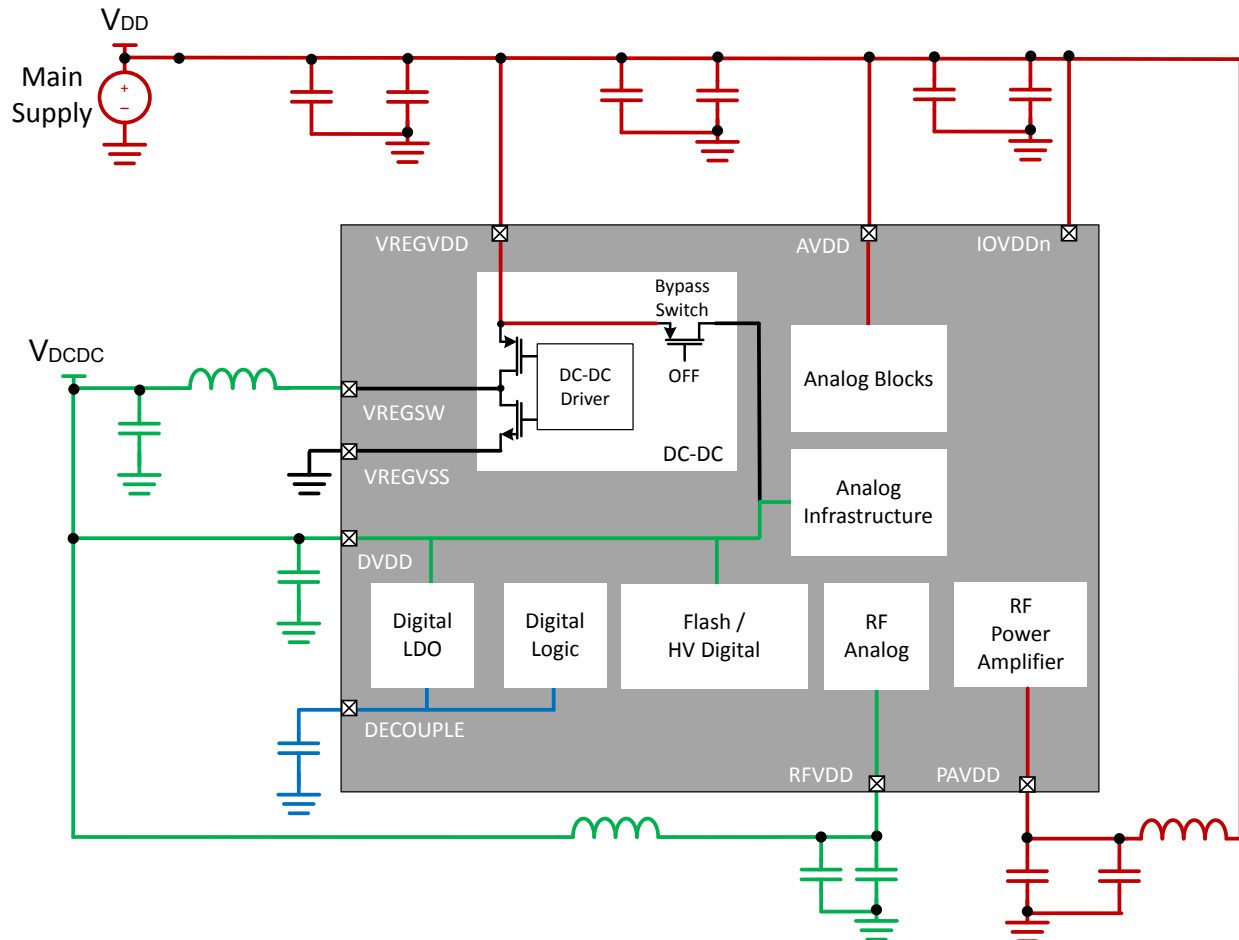 VDD
Main
Supply
+
–
VREGVDD
AVDD
IOVDDn
Bypass
Switch
OFF
DC-DC
Driver
DC-DC
Analog Blocks
VDCDC
VREGSW
VREGVSS
Analog
Infrastructure
DVDD
Digital
LDO
Digital
Logic
Flash /
HV Digital
RF
Analog
RF
Power
Amplifier
DECOUPLE
RFVDD
PAVDD